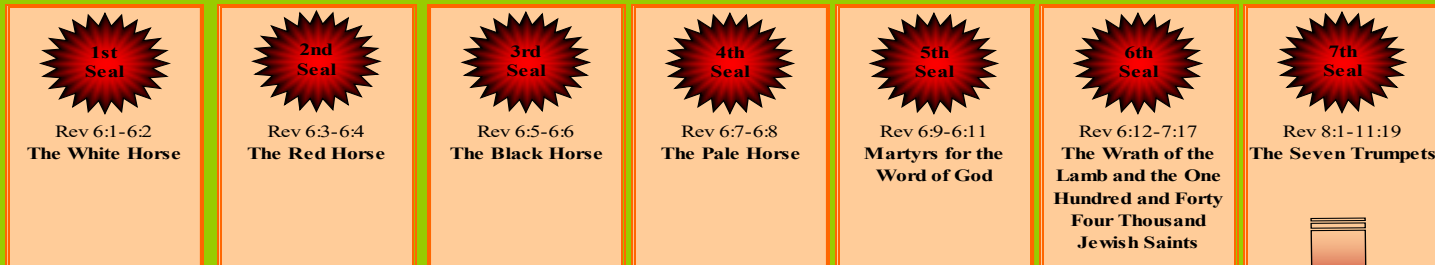 1st
Seal
Rev 6:1-6:2
The White Horse
2nd
Seal
Rev 6:3-6:4
The Red Horse
3rd
Seal
Rev 6:5-6:6
The Black Horse
4th
Seal
Rev 6:7-6:8
The Pale Horse
5th
Seal
Rev 6:9-6:11
Martyrs for the
Word of God
6th
Seal
Rev 6:12-7:17
The Wrath of the
Lamb and the One
Hundred and Forty
Four Thousand
Jewish Saints
7th
Seal
Rev 8:1-11:19
The Seven Trumpets